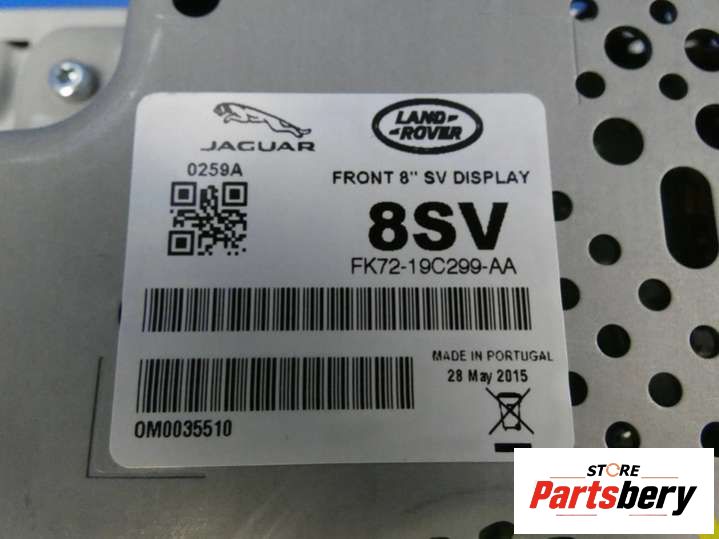 JAGUAR
LAND
ROVER
0259A
FRONT 8" SV DISPLAY
8SV
FK72-19C299-AA
MADE IN PORTUGAL
28 May 2015
0M0035510
STORE
Partsbery